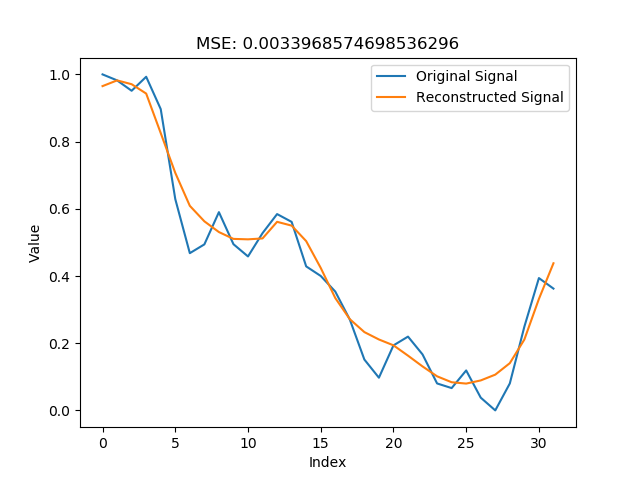 MSE: 0.0033968574698536296
Original Signal
Reconstructed Signal
1.0
0.8
0.6
0.4
0.2
0.0
Value
0 5 10 15 20 25 30
Index